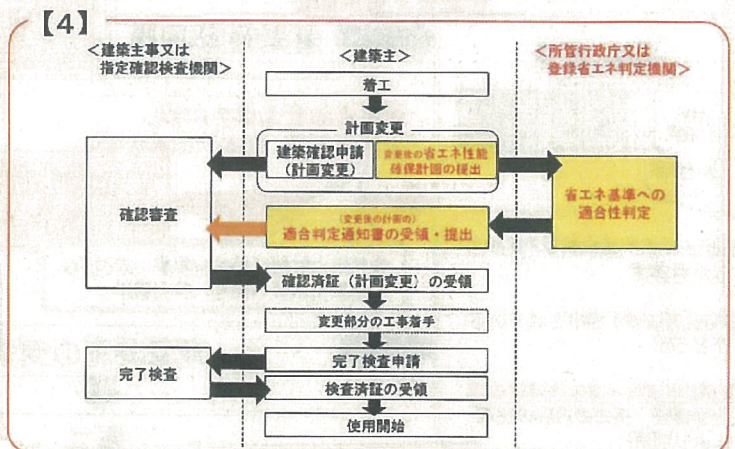 【4】
＜建築主事又は
指定確認検査機関＞
＜建築主＞
＜所管行政庁又は
登録省エネ判定機関＞
着工
計画変更
建築確認申請
（計画変更）
変更後の省エネ性能
確保計画の提出
省エネ基準への
適合性判定
確認審査
（変更後の計画の）
適合判定通知書の受領・提出
確認済証（計画変更）の受領
変更部分の工事着手
完了検査申請
完了検査
検査済証の受領
使用開始